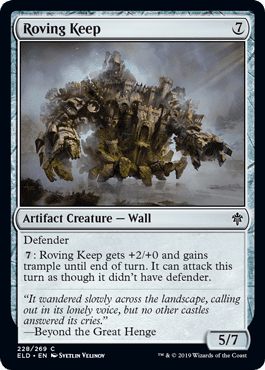 Roving Keep 7
Artifact Creature — Wall
Defender
7: Roving Keep gets +2/+0 and gains
trample until end of turn. It can attack
this turn as though it didn’t have defender.
“It wandered slowly across the landscape, calling
out in its lonely voice, but no other castles
answered its cries.”
—Beyond the Great Henge
5/7
228/269 C
ELD • EN Svetlin Velinov ™ & © 2019 Wizards of the Coast